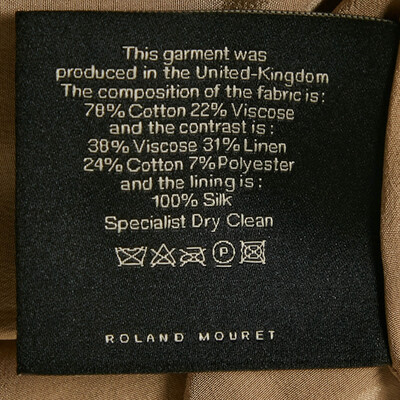 This garment was
produced in the United-Kingdom
The composition of the fabric is:
78% Cotton 22% Viscose
and the contrast is :
38% Viscose 31% Linen
24% Cotton 7% Polyester
and the lining is :
100% Silk
Specialist Dry Clean
P
ROLAND MOURET